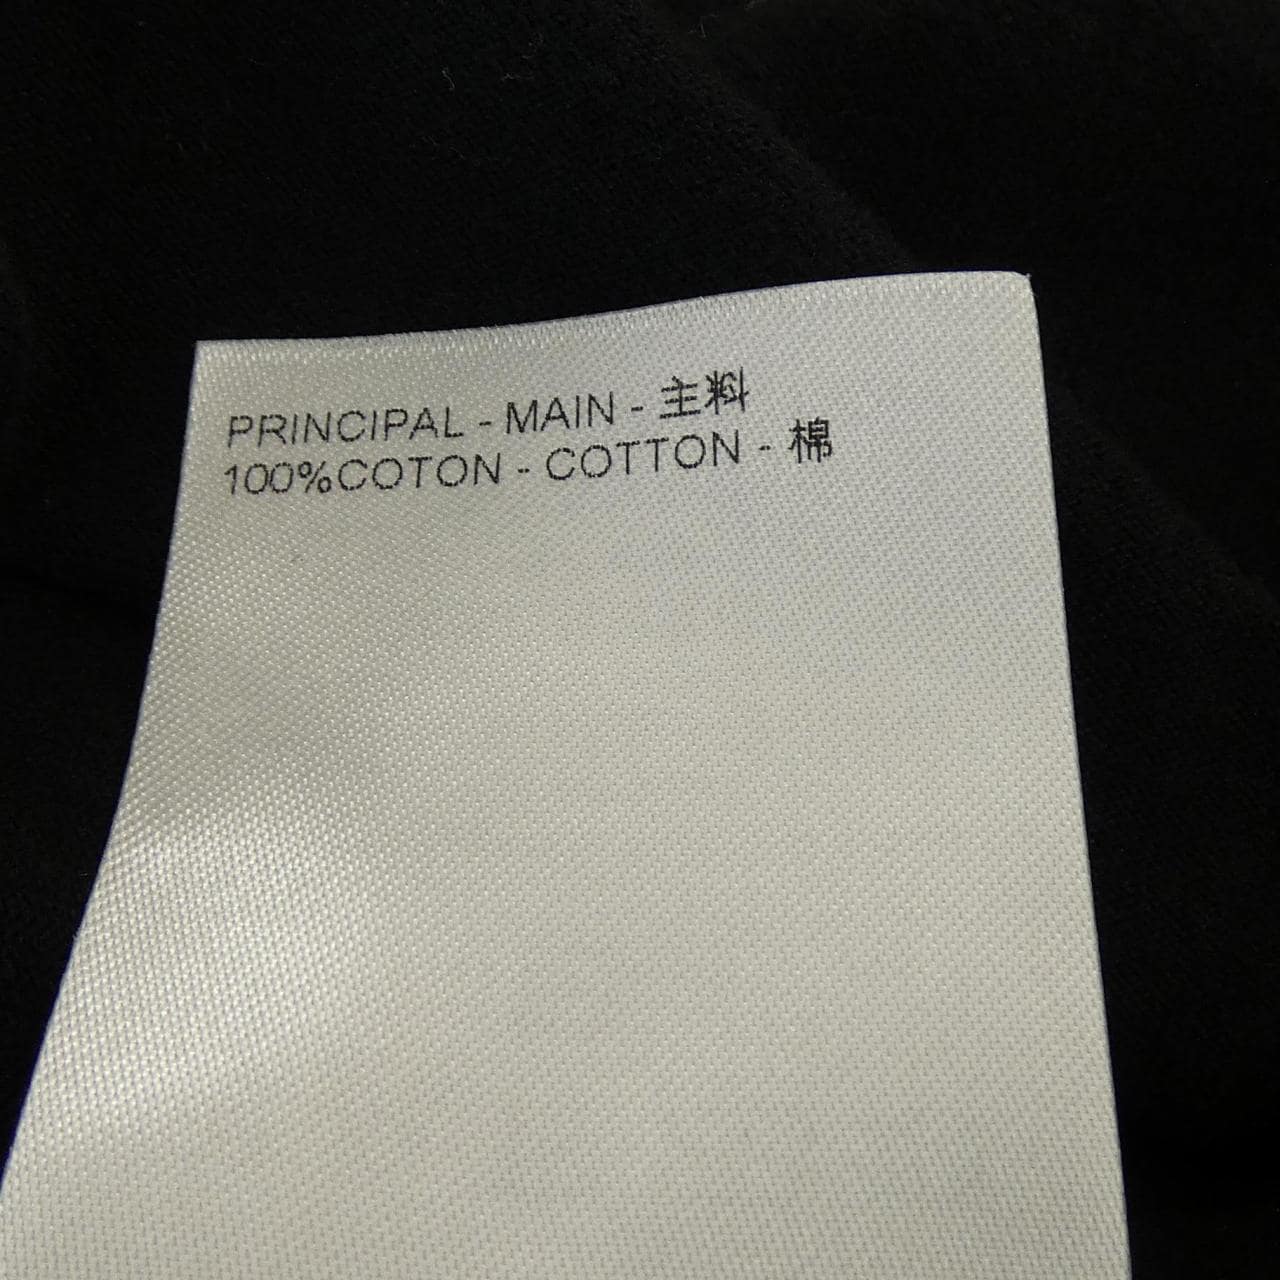 PRINCIPAL - MAIN - 主料
100%COTON - COTTON - 棉